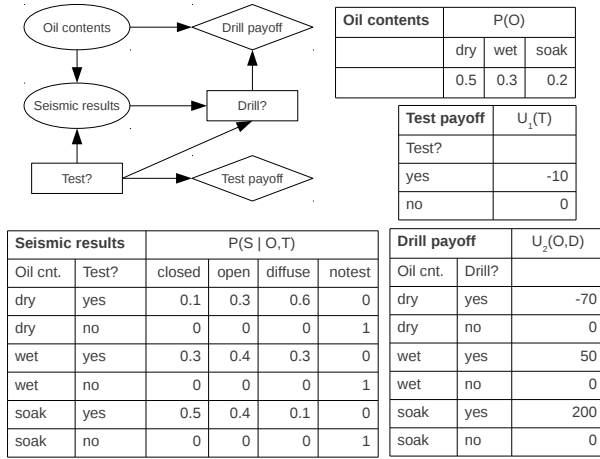 Oil contents
Drill payoff
Seismic results
Drill?
Test?
Test payoff
Oil contents P(O)
dry wet soak
0.5 0.3 0.2
Test payoff U1(T)
Test?
yes -10
no 0
Seismic results P(S | O,T)
Oil cnt. Test? closed open diffuse notest
dry yes 0.1 0.3 0.6 0
dry no 0 0 0 1
wet yes 0.3 0.4 0.3 0
wet no 0 0 0 1
soak yes 0.5 0.4 0.1 0
soak no 0 0 0 1
Drill payoff U2(O,D)
Oil cnt. Drill?
dry yes -70
dry no 0
wet yes 50
wet no 0
soak yes 200
soak no 0